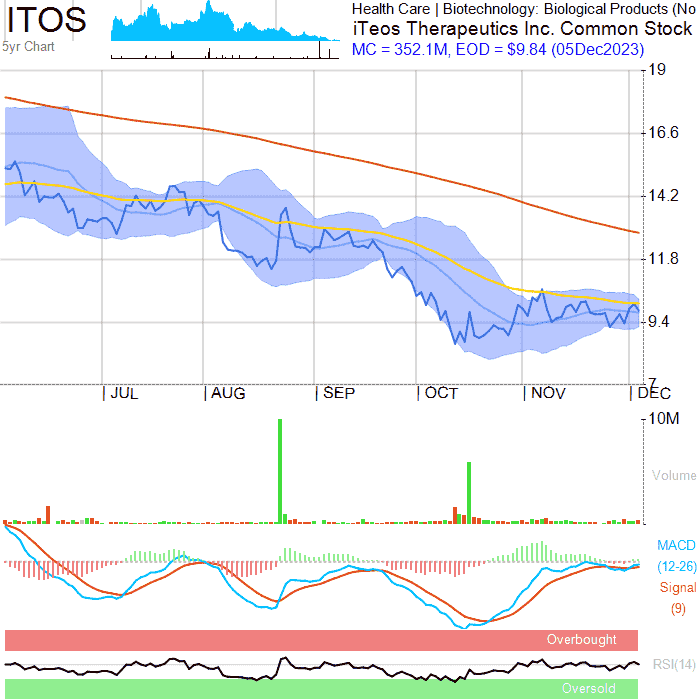 ITOS
5yr Chart
Health Care | Biotechnology: Biological Products (No
iTeos Therapeutics Inc. Common Stock
MC = 352.1M, EOD = $9.84 (05Dec2023)
19
16.6
14.2
11.8
9.4
7
| JUL | AUG | SEP | OCT | NOV | DEC
10M
Volume
MACD
(12-26)
Signal
(9)
Overbought
RSI(14)
Oversold